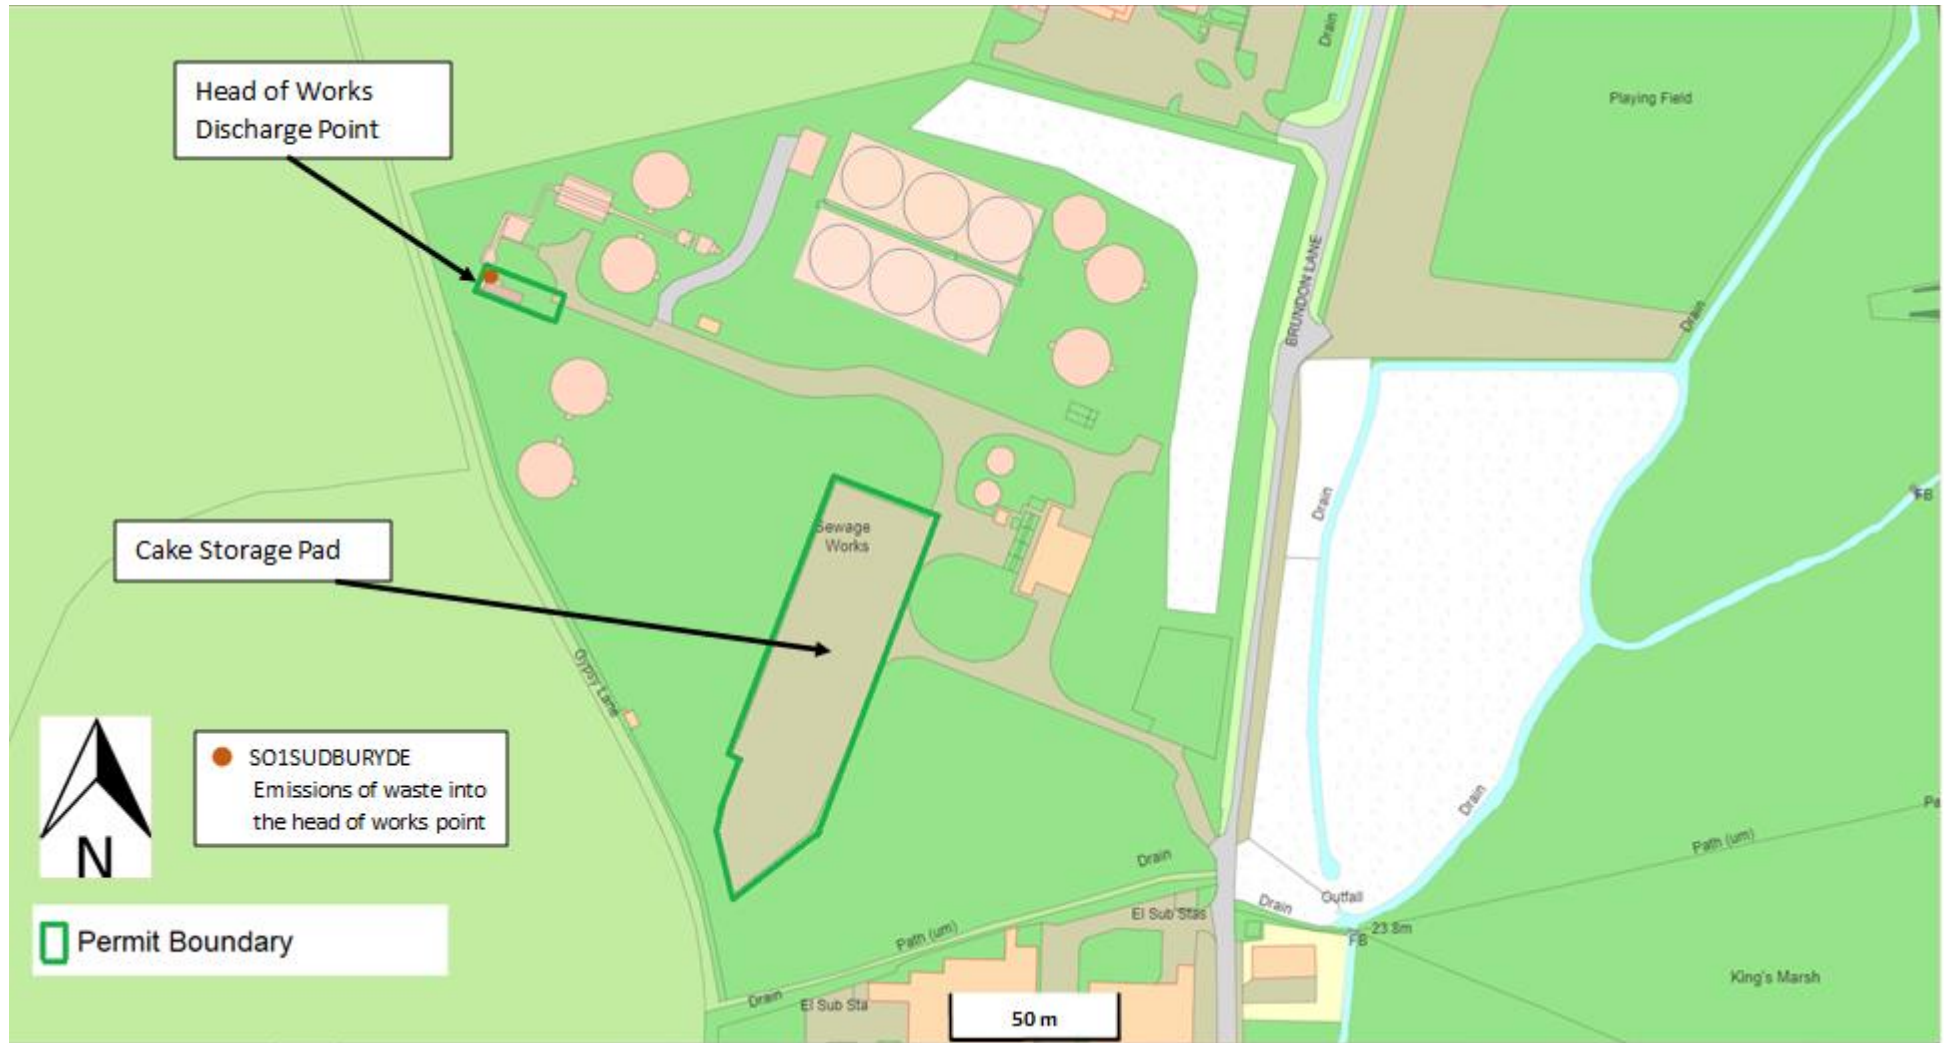 Drain
Head of Works
Discharge Point
Playing Field
BRUNDON LANE
Drain
Drain
FB
Sewage
Works
Cake Storage Pad
Gypsy Lane
SO1SUDBURYDE
Emissions of waste into
the head of works point
N
Permit Boundary
Drain
Pa
Path (um)
Drain
Outfall
Drain
El Sub Stas
23.8m
FB
Path (um)
King's Marsh
Drain
El Sub Sta
50 m